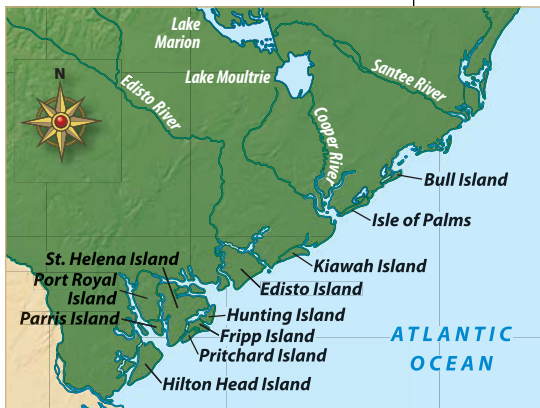 Lake
Marion
Lake Moultrie
Santee River
N
Edisto River
Cooper River
Bull Island
Isle of Palms
Kiawah Island
St. Helena Island
Port Royal
Island
Edisto Island
Parris Island
Hunting Island
Fripp Island
Pritchard Island
Hilton Head Island
ATLANTIC
OCEAN